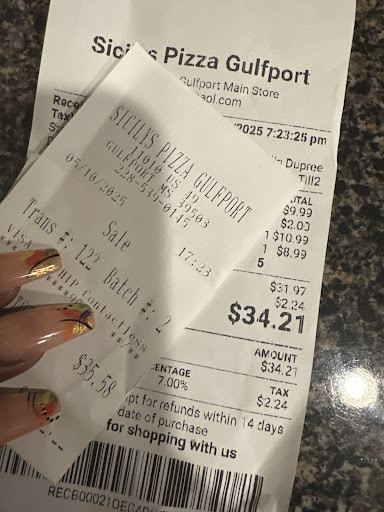 Sicilys Pizza Gulfport
Gulfport Main Store
aol.com
2025 7:23:25 pm
Dupree
Till2
$9.99
$2.00
1 $10.99
1 $8.99
5
$31.97
$2.24
$34.21
AMOUNT
$34.21
ENTAGE TAX
7.00% $2.24
pt for refunds within 14 days
date of purchase
for shopping with us
SICILYS PIZZA GULFPORT
11010 US 49
GULFPORT MS 39503
228-539-0115
05/10/2025 17:23
Sale
Trans #: 122 Batch #: 2
VISA Contactless
$35.58